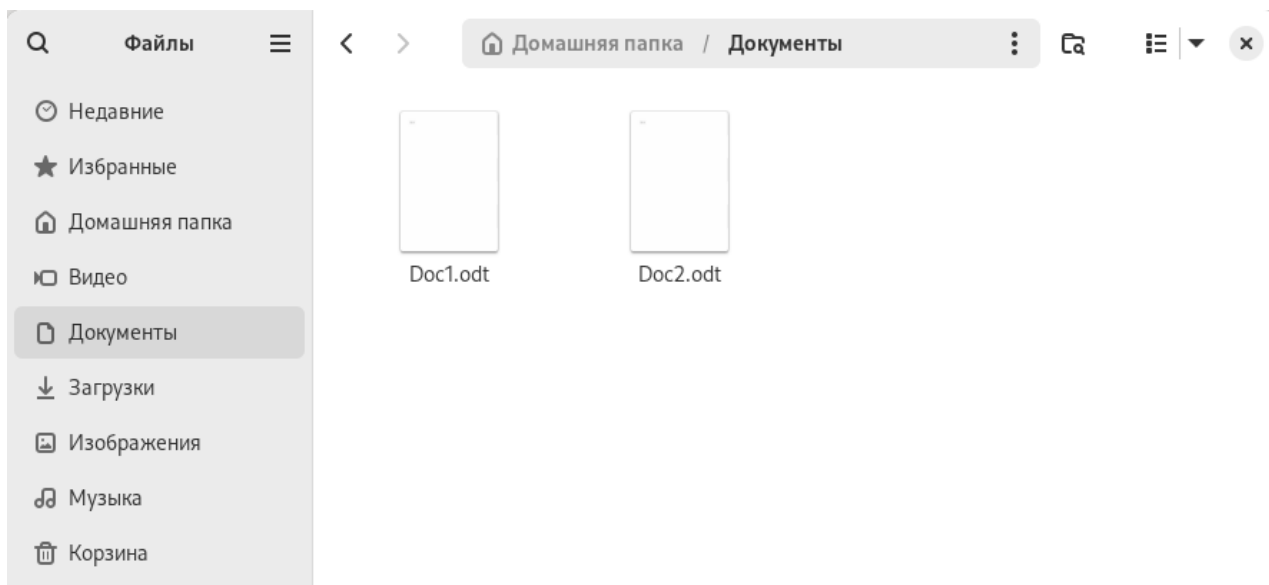 Файлы
Домашняя папка / Документы
Недавние
Избранные
Домашняя папка
Видео
Документы
Загрузки
Изображения
Музыка
Корзина
Doc1.odt
Doc2.odt